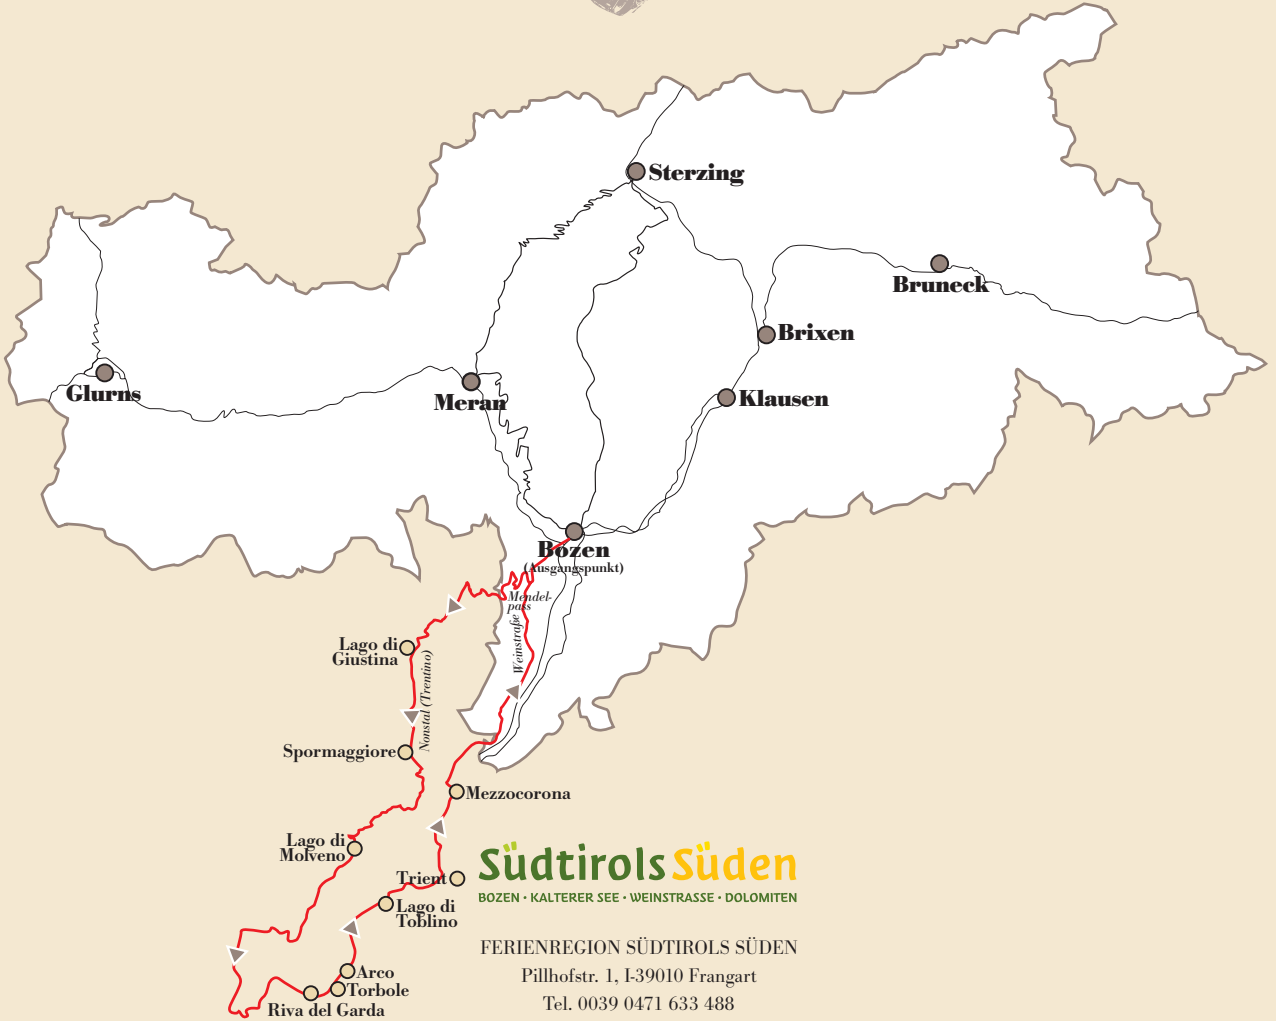 Sterzing
Bruneck
Brixen
Glurns
Meran
Klausen
Bozen
(Ausgangspunkt)
Mendel-
pass
Weinstraße
Lago di
Giustina
Nonstal (Trentino)
Spormaggiore
Mezzocorona
Lago di
Molveno
Trient
Lago di
Toblino
Arco
Torbole
Riva del Garda
Südtirols Süden
BOZEN · KALTERER SEE · WEINSTRASSE · DOLOMITEN
FERIENREGION SÜDTIROLS SÜDEN
Pillhofstr. 1, I-39010 Frangart
Tel. 0039 0471 633 488